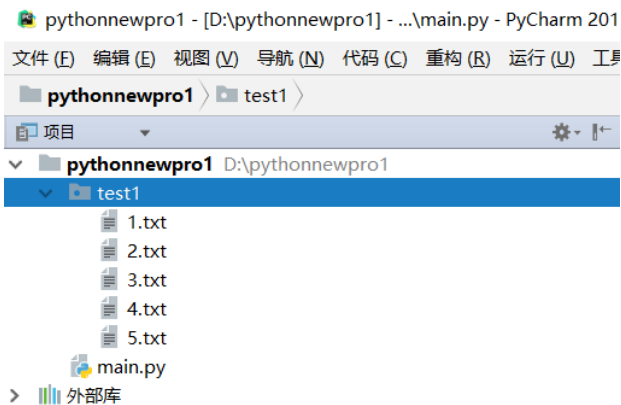 pythonnewpro1 - [D:\pythonnewpro1] - ...\main.py - PyCharm 201
文件 (F) 编辑 (E) 视图 (V) 导航 (N) 代码 (C) 重构 (R) 运行 (U) 工具
pythonnewpro1 test1
项目
pythonnewpro1 D:\pythonnewpro1
test1
1.txt
2.txt
3.txt
4.txt
5.txt
main.py
外部库